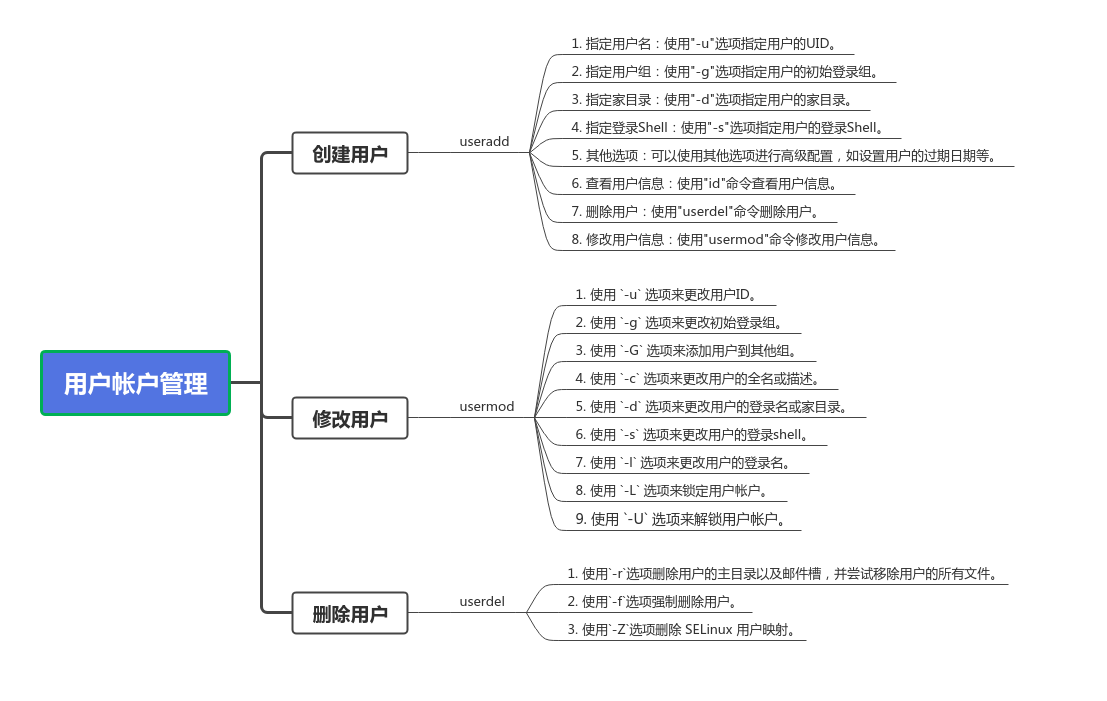 用户帐户管理
创建用户
useradd
1. 指定用户名：使用"-u"选项指定用户的UID。
2. 指定用户组：使用"-g"选项指定用户的初始登录组。
3. 指定家目录：使用"-d"选项指定用户的家目录。
4. 指定登录Shell：使用"-s"选项指定用户的登录Shell。
5. 其他选项：可以使用其他选项进行高级配置，如设置用户的过期日期等。
6. 查看用户信息：使用"id"命令查看用户信息。
7. 删除用户：使用"userdel"命令删除用户。
8. 修改用户信息：使用"usermod"命令修改用户信息。
修改用户
usermod
1. 使用 `-u` 选项来更改用户ID。
2. 使用 `-g` 选项来更改初始登录组。
3. 使用 `-G` 选项来添加用户到其他组。
4. 使用 `-c` 选项来更改用户的全名或描述。
5. 使用 `-d` 选项来更改用户的登录名或家目录。
6. 使用 `-s` 选项来更改用户的登录shell。
7. 使用 `-l` 选项来更改用户的登录名。
8. 使用 `-L` 选项来锁定用户帐户。
9. 使用 `-U` 选项来解锁用户帐户。
删除用户
userdel
1. 使用`-r`选项删除用户的主目录以及邮件槽，并尝试移除用户的所有文件。
2. 使用`-f`选项强制删除用户。
3. 使用`-Z`选项删除 SELinux 用户映射。